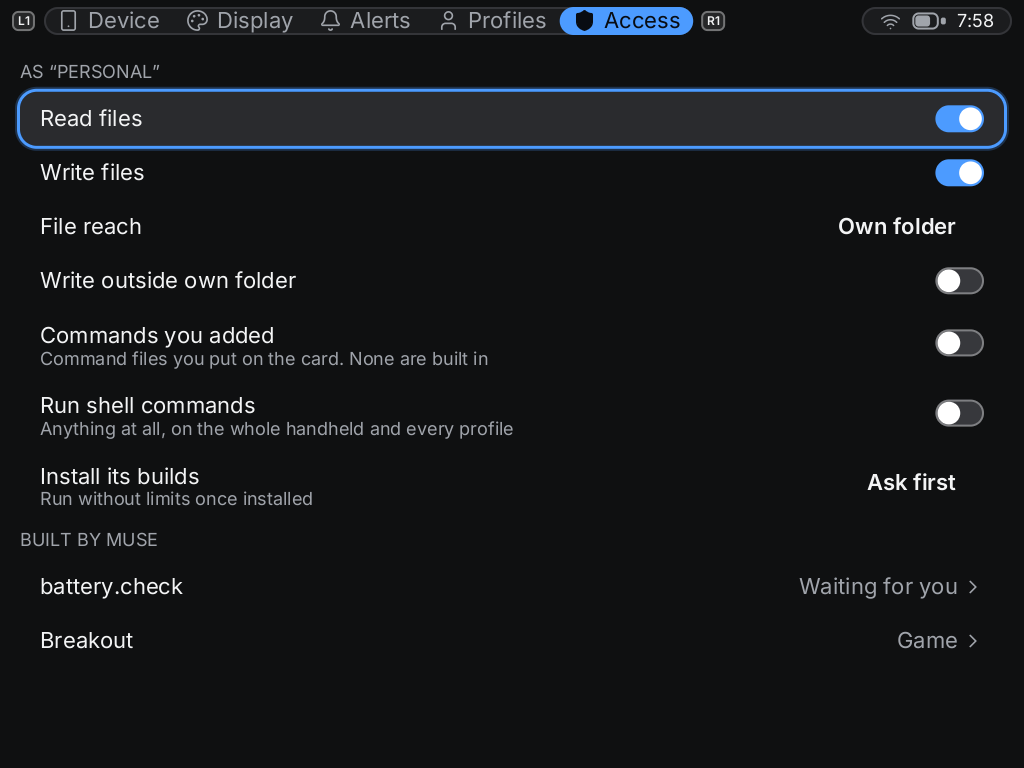 L1 Device Display Alerts Profiles Access R1 7:58
AS “PERSONAL”
Read files
Write files
File reach Own folder
Write outside own folder
Commands you added
Command files you put on the card. None are built in
Run shell commands
Anything at all, on the whole handheld and every profile
Install its builds Ask first
Run without limits once installed
BUILT BY MUSE
battery.check Waiting for you
Breakout Game